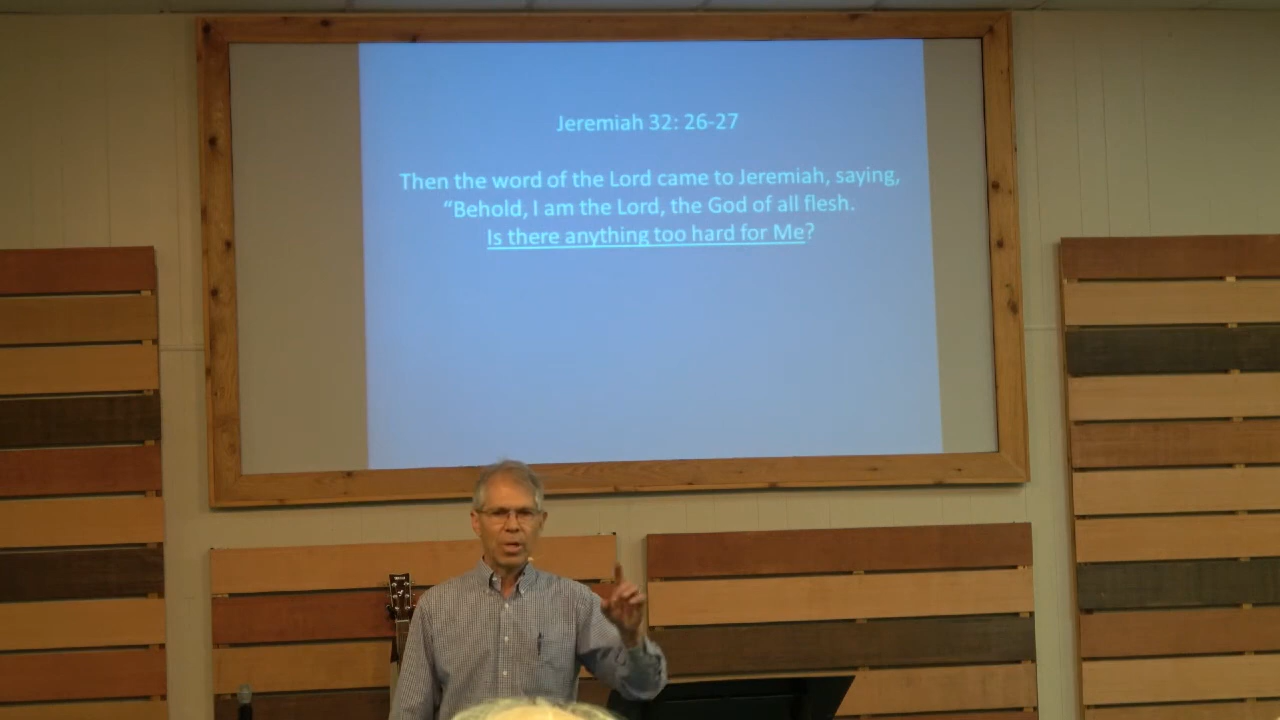 Jeremiah 32: 26-27
Then the word of the Lord came to Jeremiah, saying,
“Behold, I am the Lord, the God of all flesh.
Is there anything too hard for Me?